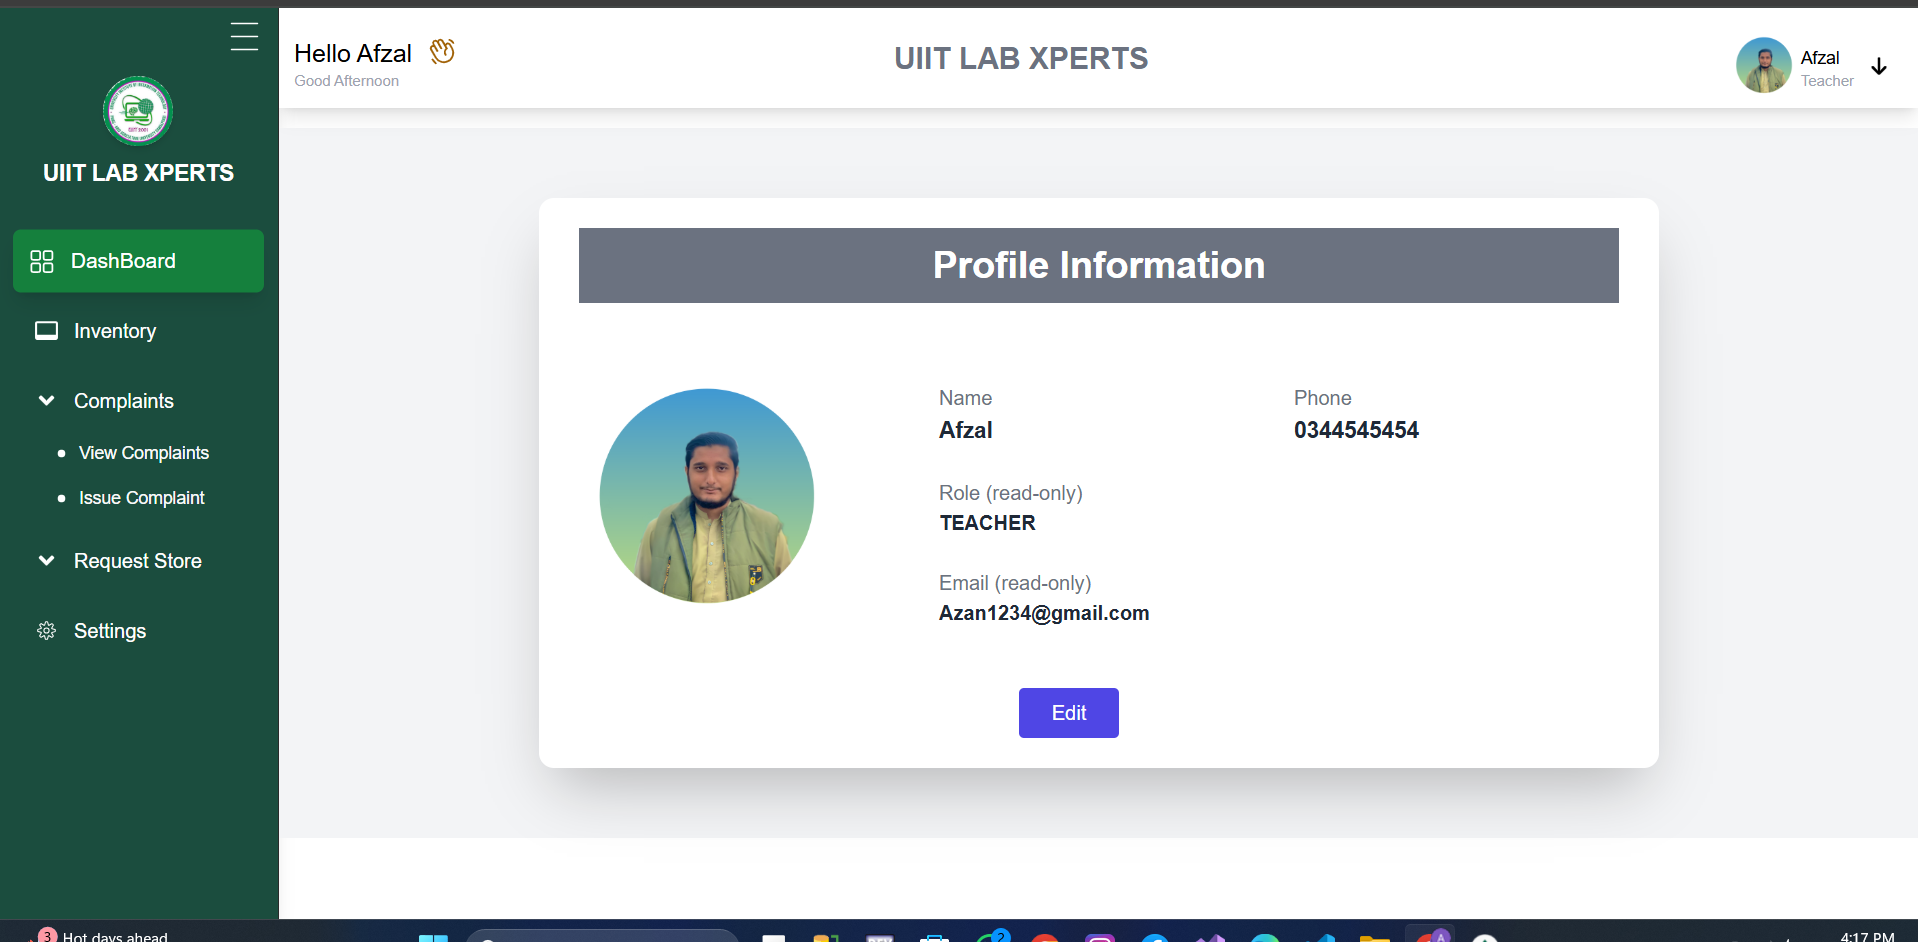 Hello Afzal
Good Afternoon
UIIT LAB XPERTS
Afzal
Teacher
UIIT LAB XPERTS
DashBoard
Inventory
Complaints
View Complaints
Issue Complaint
Request Store
Settings
Profile Information
Name
Afzal
Phone
0344545454
Role (read-only)
TEACHER
Email (read-only)
Azan1234@gmail.com
Edit
3
Hot days ahead
2
A
4:17 PM